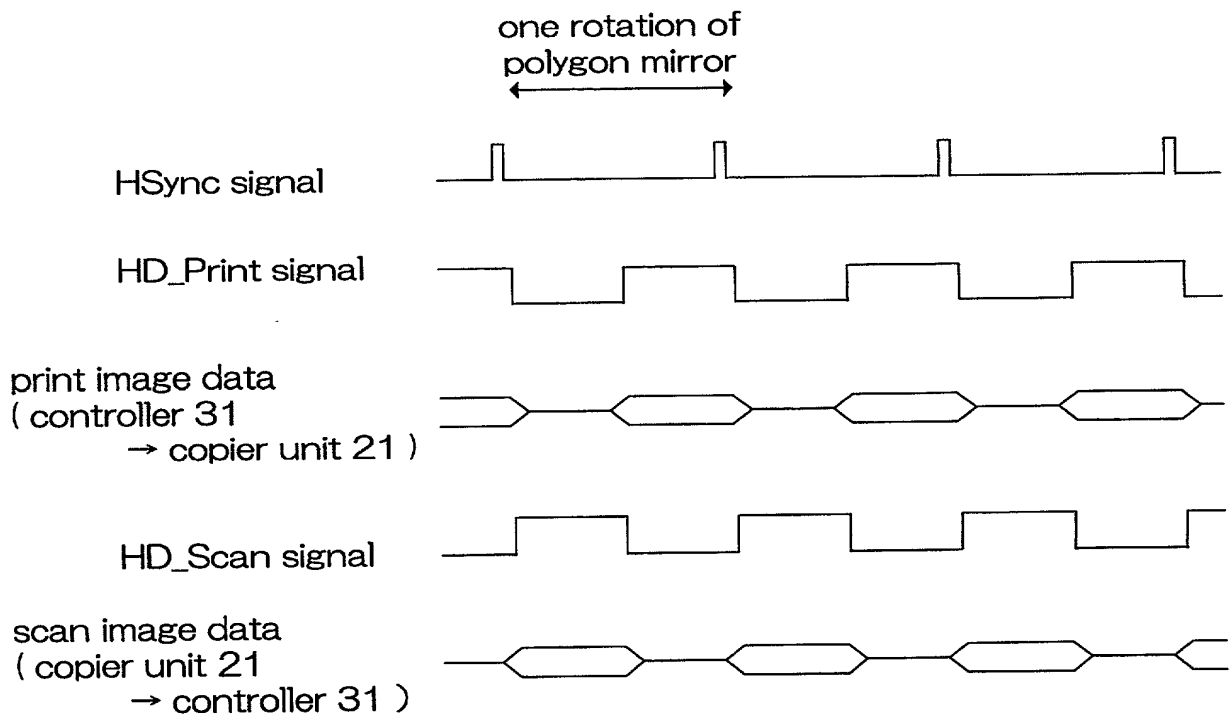 one rotation of
polygon mirror
HSync signal
HD_Print signal
print image data
( controller 31
→ copier unit 21 )
HD_Scan signal
scan image data
( copier unit 21
→ controller 31 )